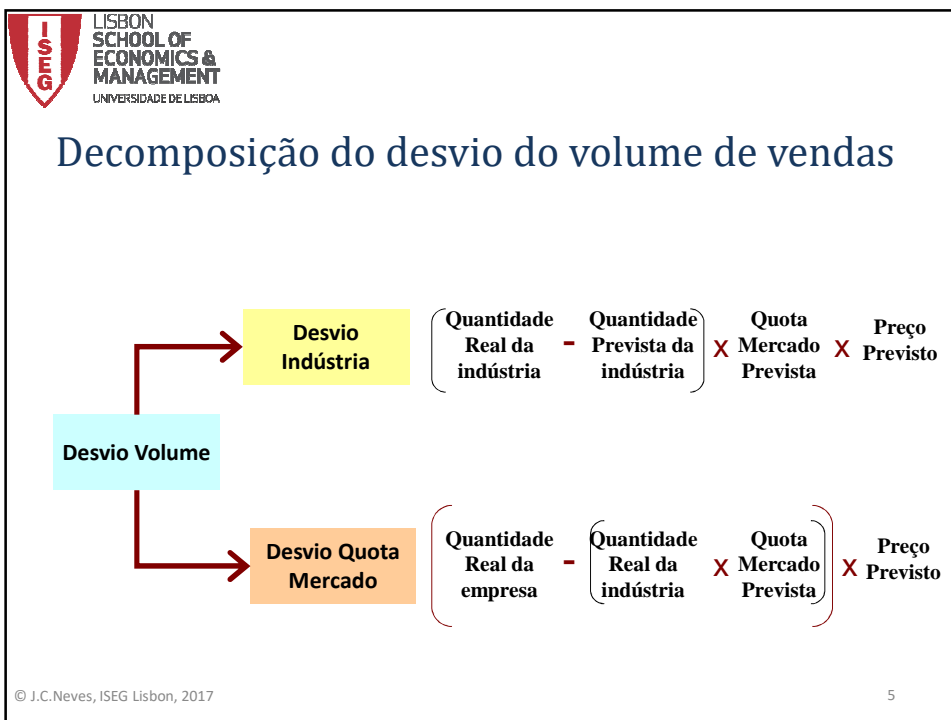 ISEG
LISBON
SCHOOL OF
ECONOMICS &
MANAGEMENT
UNIVERSIDADE DE LISBOA
Decomposição do desvio do volume de vendas
Desvio
Indústria
Quantidade
Real da
indústria
-
Quantidade
Prevista da
indústria
x
Quota
Mercado
Prevista
x
Preço
Previsto
Desvio Volume
Desvio Quota
Mercado
Quantidade
Real da
empresa
-
Quantidade
Real da
indústria
x
Quota
Mercado
Prevista
x
Preço
Previsto
© J.C.Neves, ISEG Lisbon, 2017
5